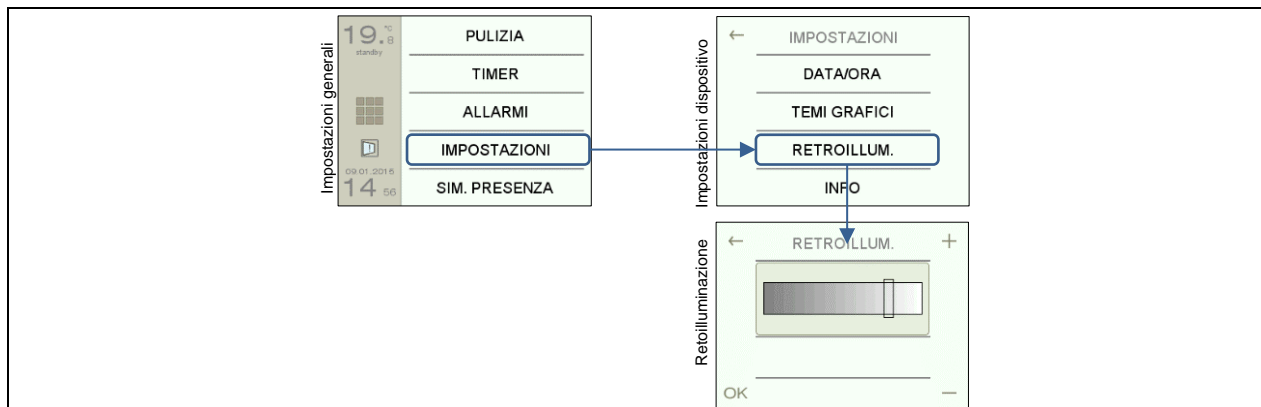 Impostazioni generali
19.8 °C
standby
09.01.2016
14 56
PULIZIA
TIMER
ALLARMI
IMPOSTAZIONI
SIM. PRESENZA
Impostazioni dispositivo
← IMPOSTAZIONI
DATA/ORA
TEMI GRAFICI
RETROILLUM.
INFO
Retoilluminazione
← RETROILLUM. +
OK −